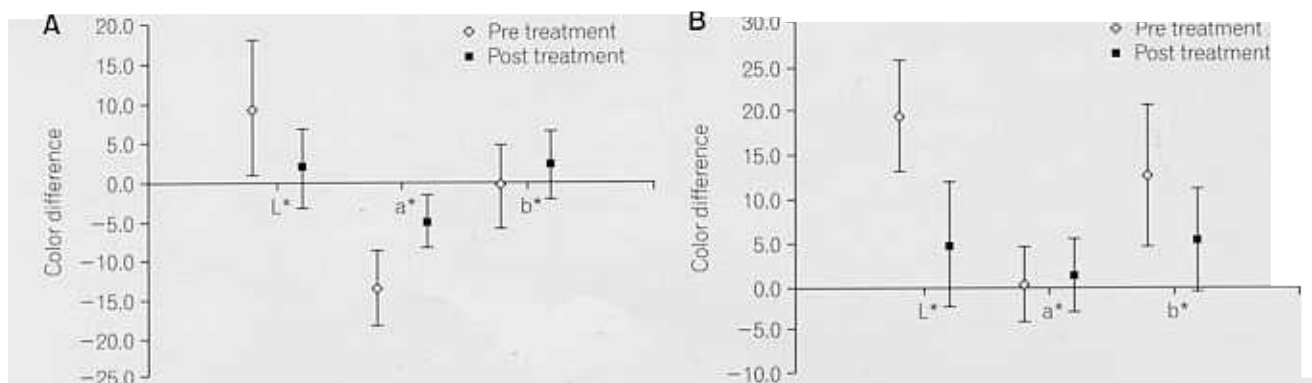 A
20.0
15.0
10.0
5.0
0.0
−5.0
−10.0
−15.0
−20.0
−25.0
Color difference
Pre treatment
Post treatment
L*
a*
b*
B
30.0
25.0
20.0
15.0
10.0
5.0
0.0
−5.0
−10.0
Color difference
Pre treatment
Post treatment
L*
a*
b*